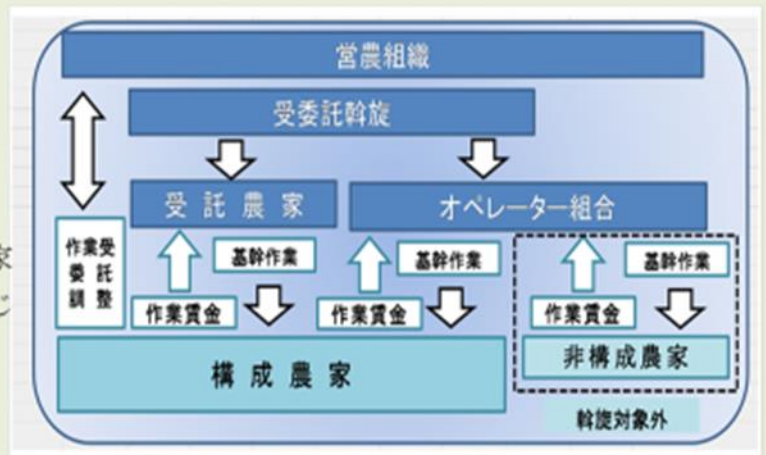 営農組織
受委託斡旋
受託農家
オペレーター組合
作業受
委託
調整
基幹作業
作業賃金
基幹作業
作業賃金
基幹作業
作業賃金
構成農家
非構成農家
斡旋対象外
家
じ